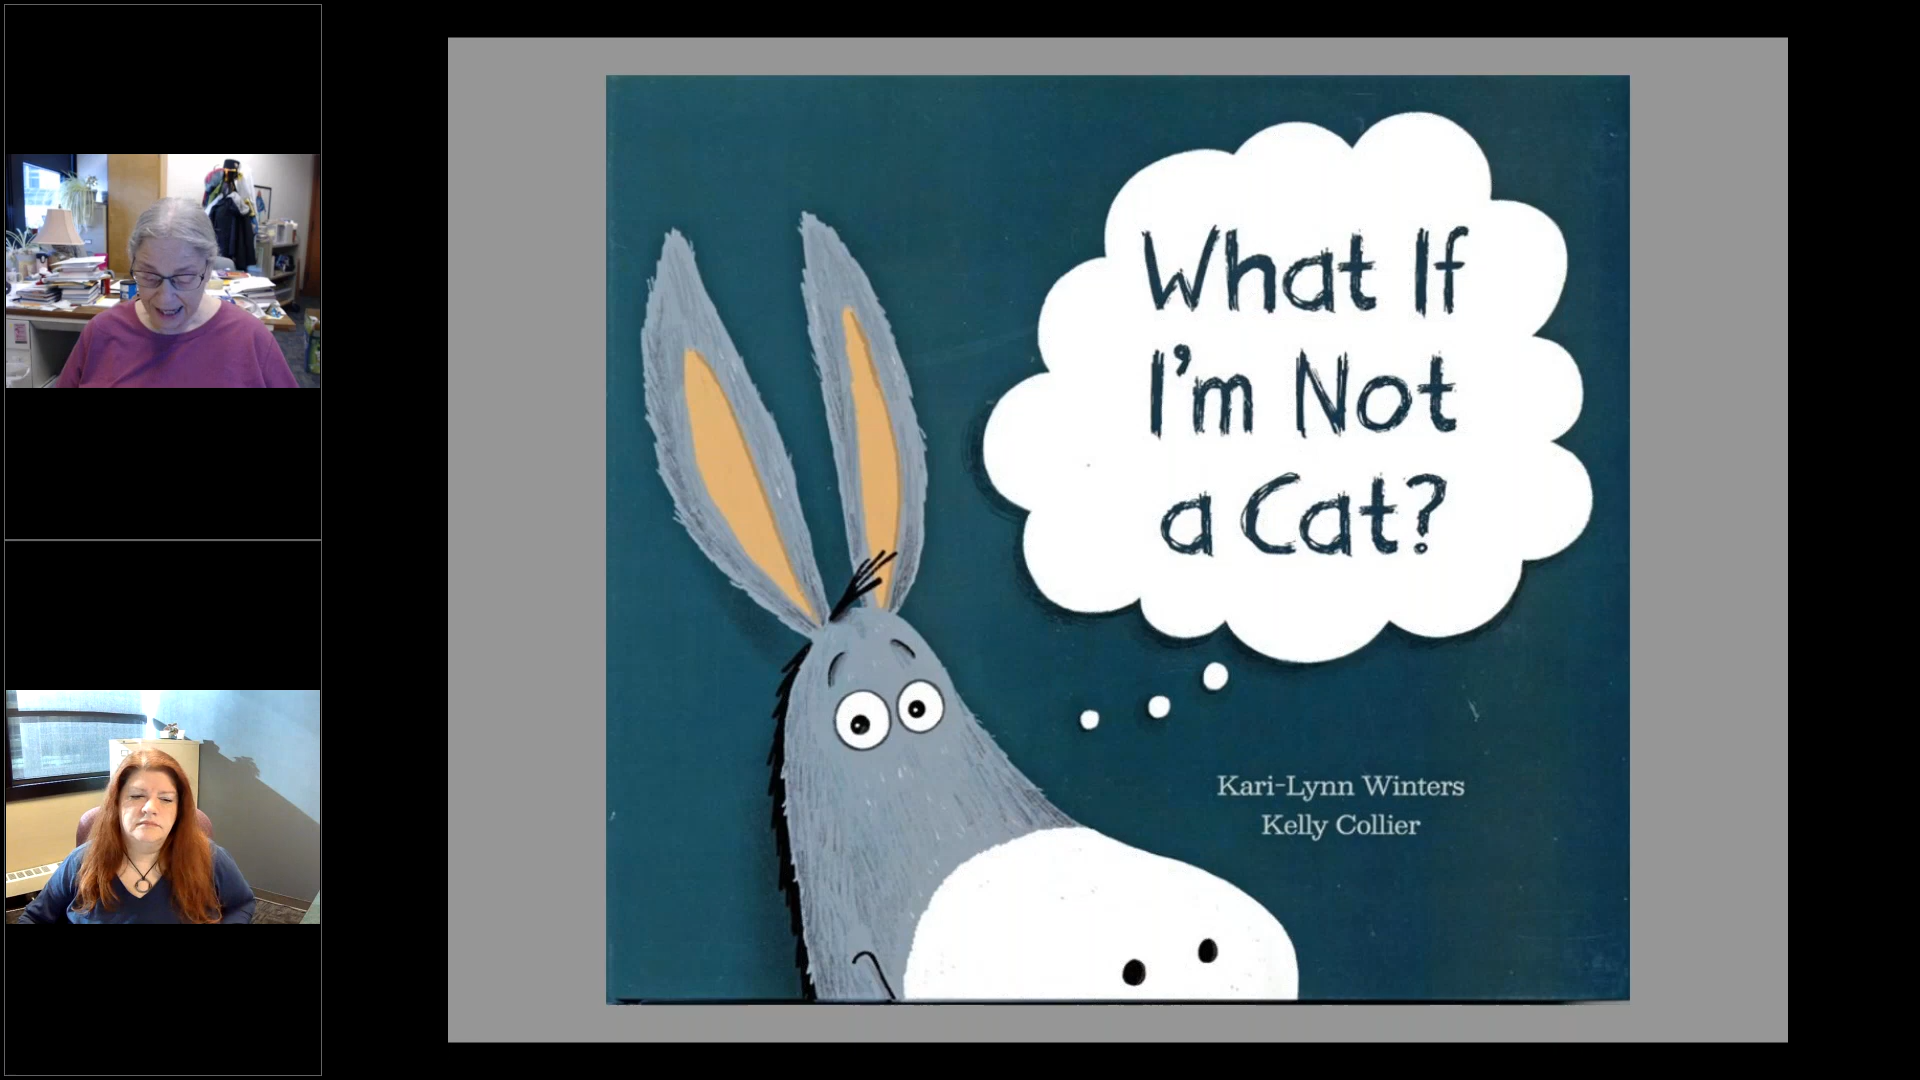 What If
I'm Not
a Cat?
Kari-Lynn Winters
Kelly Collier